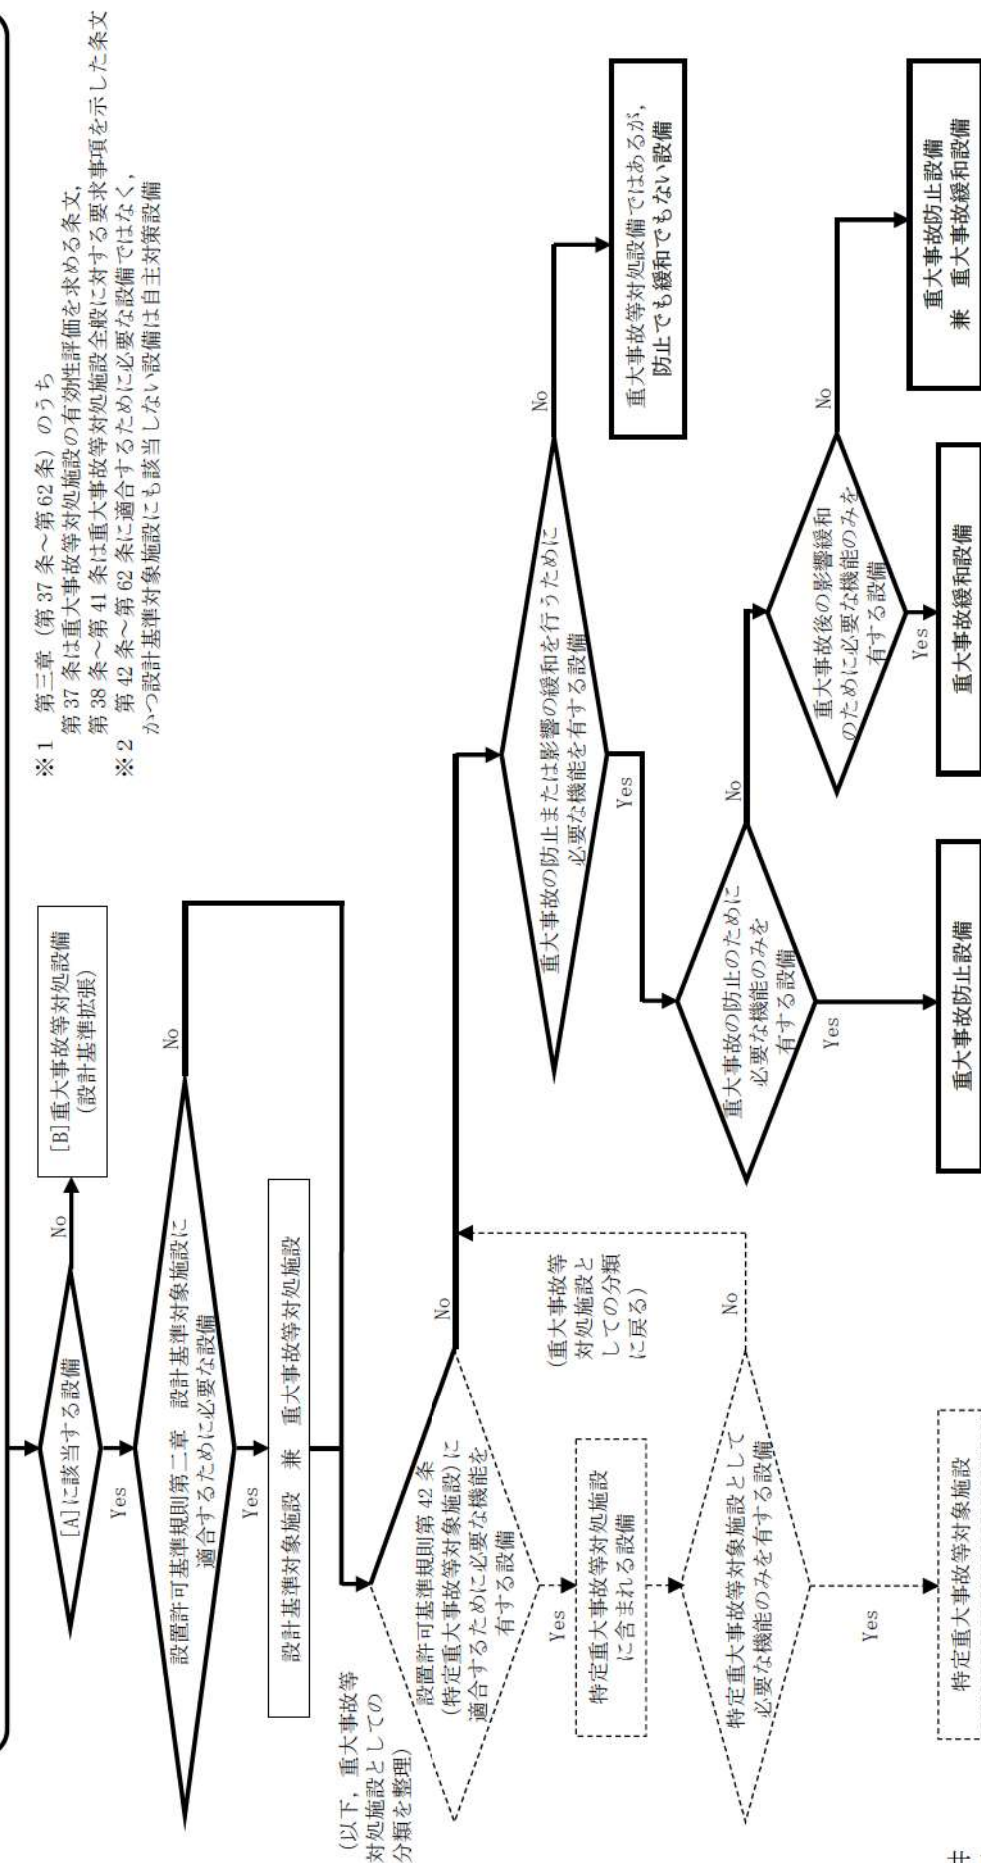 ※1 第三章（第37条～第62条）のうち
第37条は重大事故等対処施設の有効性評価を求める条文，
第38条～第41条は重大事故等対処施設全般に対する要求事項を示した条文
※2 第42条～第62条に適合するために必要な設備ではなく，
かつ設計基準対象施設にも該当しない設備は自主対策設備
[A]に該当する設備
No
[B]重大事故等対処設備
(設計基準拡張)
Yes
設置許可基準規則第二章 設計基準対象施設に
適合するために必要な設備
No
Yes
設計基準対象施設 兼 重大事故等対処施設
(以下，重大事故等
対処施設としての
分類を整理)
設置許可基準規則第42条
(特定重大事故等対象施設)に
適合するために必要な機能を
有する設備
No
Yes
特定重大事故等対処施設
に含まれる設備
(重大事故等
対処施設と
しての分類
に戻る)
特定重大事故等対象施設として
必要な機能のみを有する設備
No
Yes
特定重大事故等対象施設
重大事故の防止または影響の緩和を行うために
必要な機能を有する設備
No
重大事故等対処設備ではあるが，
防止でも緩和でもない設備
Yes
重大事故の防止のために
必要な機能のみを
有する設備
No
Yes
重大事故防止設備
重大事故後の影響緩和
のために必要な機能のみを
有する設備
No
Yes
重大事故緩和設備
重大事故防止設備
兼 重大事故緩和設備